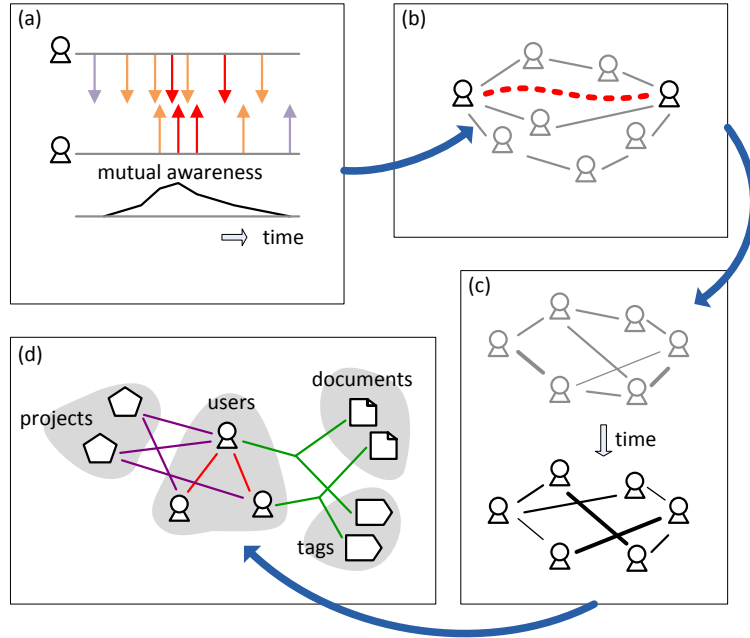 (a)
mutual awareness
time
(b)
(c)
time
(d)
documents
users
projects
tags